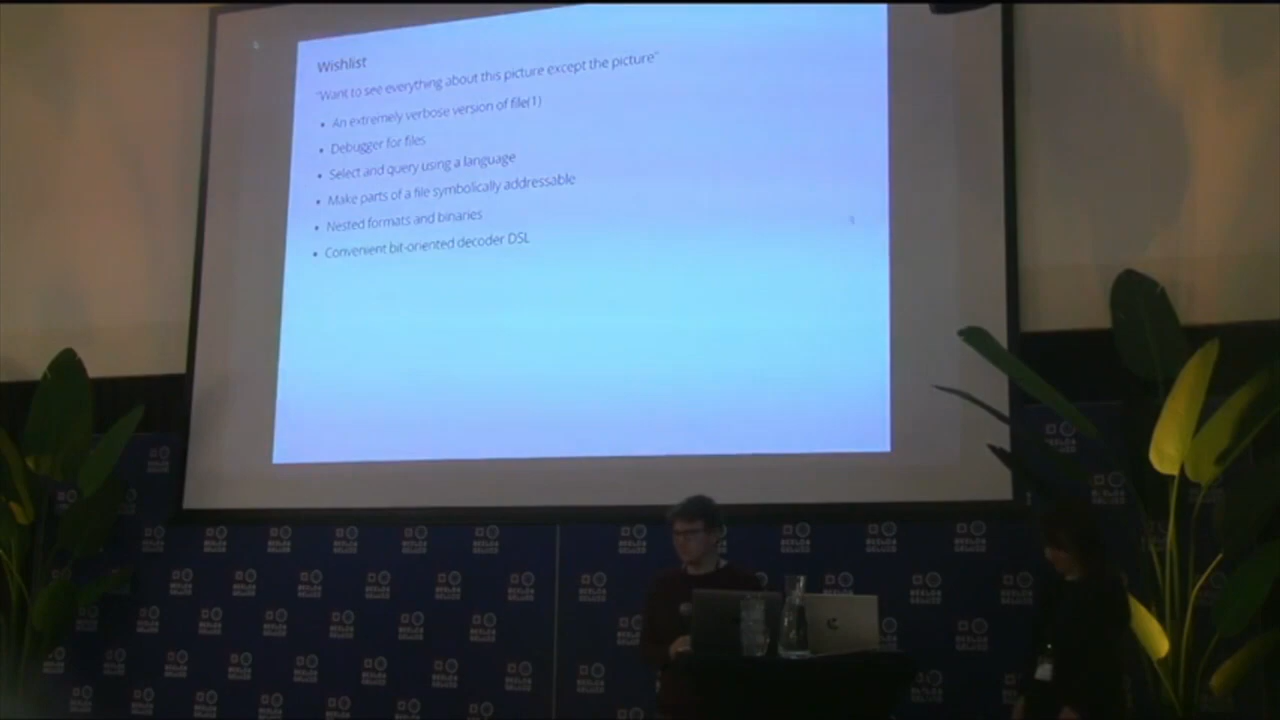 Wishlist
"Want to see everything about this picture except the picture"
• An extremely verbose version of file(1)
• Debugger for files
• Select and query using a language
• Make parts of a file symbolically addressable
• Nested formats and binaries
• Convenient bit-oriented decoder DSL